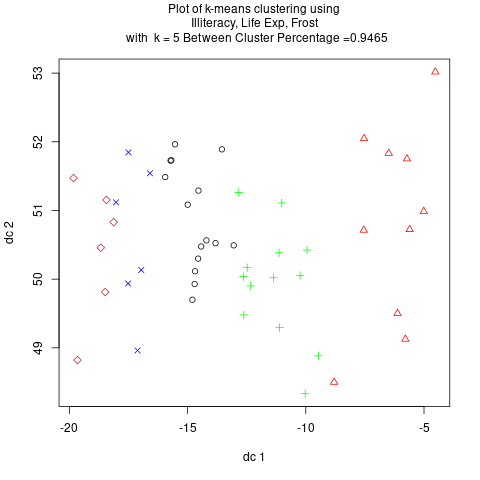 Plot of k-means clustering using
Illiteracy, Life Exp, Frost
with  k = 5 Between Cluster Percentage =0.9465
53
52
51
50
49
dc 2
-20
-15
-10
-5
dc 1